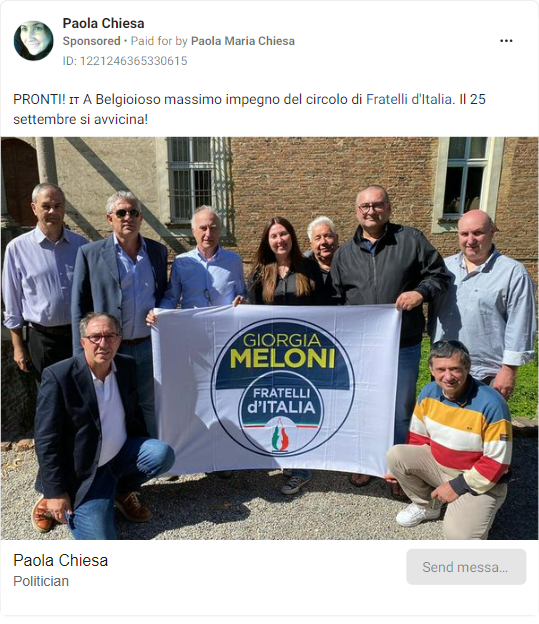 Paola Chiesa
Sponsored • Paid for by Paola Maria Chiesa
ID: 1221246365330615
PRONTI! ɪᴛ A Belgioioso massimo impegno del circolo di Fratelli d'Italia. Il 25
settembre si avvicina!
GIORGIA
MELONI
FRATELLI
d'ITALIA
Paola Chiesa
Politician
Send messa...